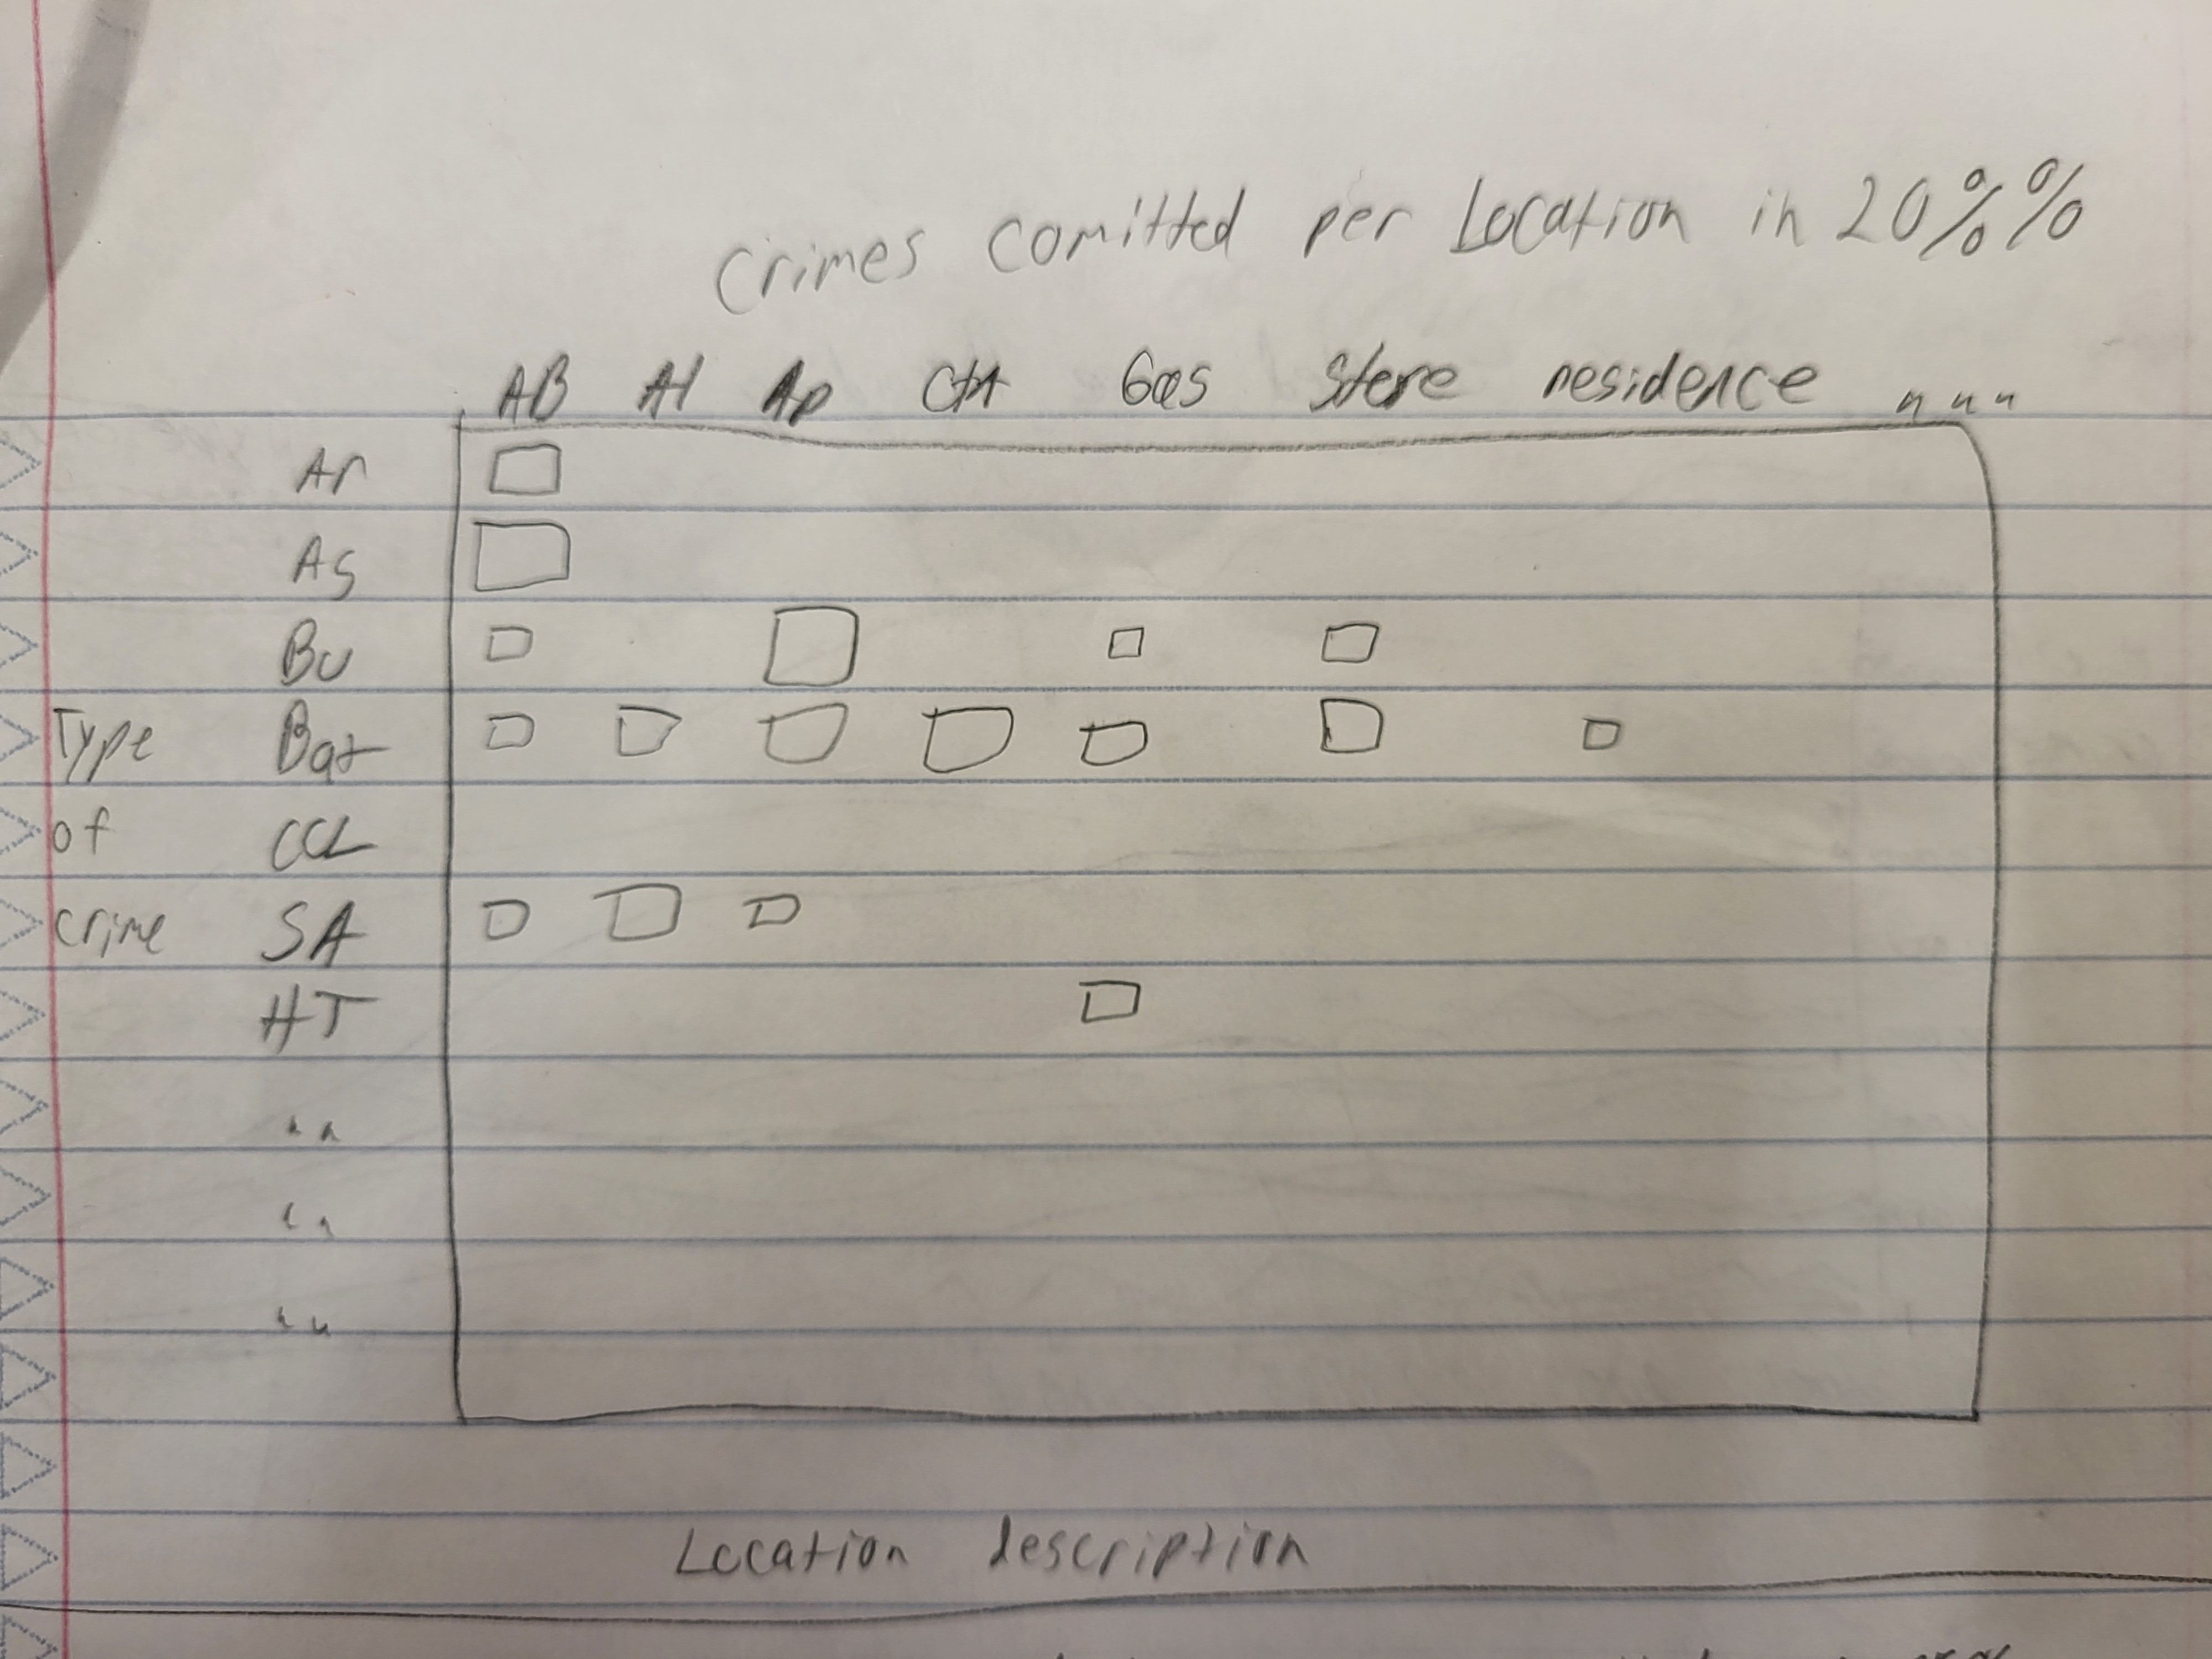 Crimes comitted per Location in 20%%
AB Al Ap CtA Gas Store residence " " "
Ar
As
Bu
Type Bat
of CCL
crime SA
HT
" "
" "
" "
Location description